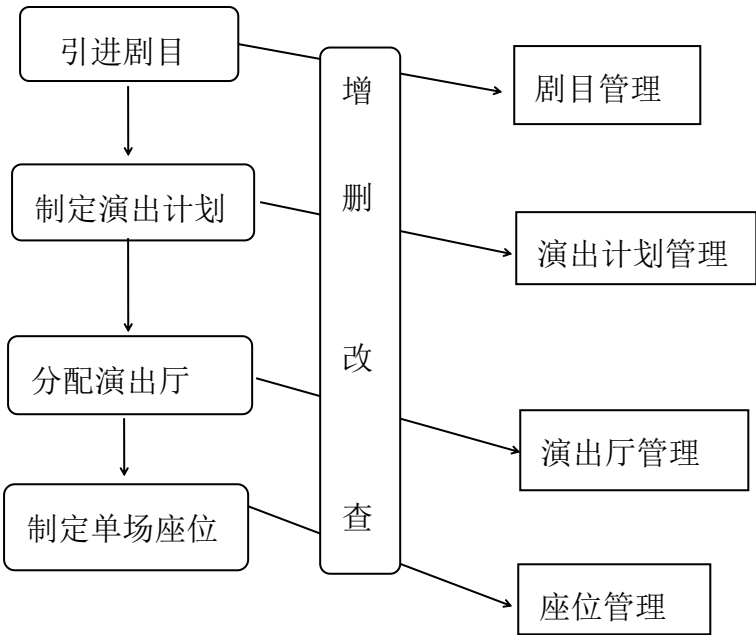 引进剧目
制定演出计划
分配演出厅
制定单场座位
增
删
改
查
剧目管理
演出计划管理
演出厅管理
座位管理